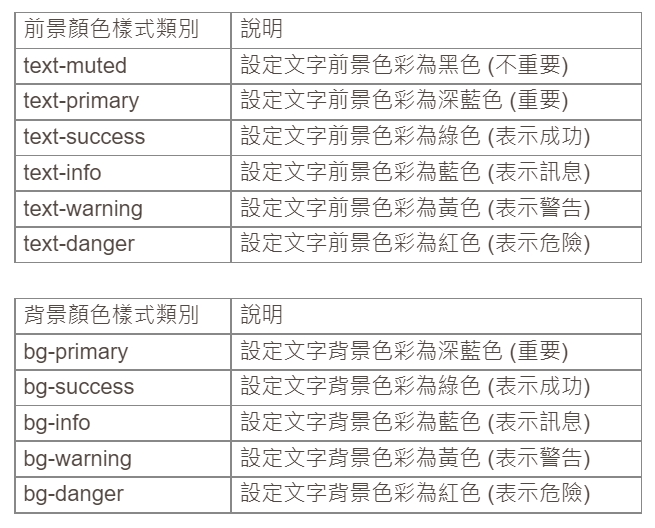 前景顏色樣式類別 說明
text-muted 設定文字前景色彩為黑色 (不重要)
text-primary 設定文字前景色彩為深藍色 (重要)
text-success 設定文字前景色彩為綠色 (表示成功)
text-info 設定文字前景色彩為藍色 (表示訊息)
text-warning 設定文字前景色彩為黃色 (表示警告)
text-danger 設定文字前景色彩為紅色 (表示危險)
背景顏色樣式類別 說明
bg-primary 設定文字背景色彩為深藍色 (重要)
bg-success 設定文字背景色彩為綠色 (表示成功)
bg-info 設定文字背景色彩為藍色 (表示訊息)
bg-warning 設定文字背景色彩為黃色 (表示警告)
bg-danger 設定文字背景色彩為紅色 (表示危險)